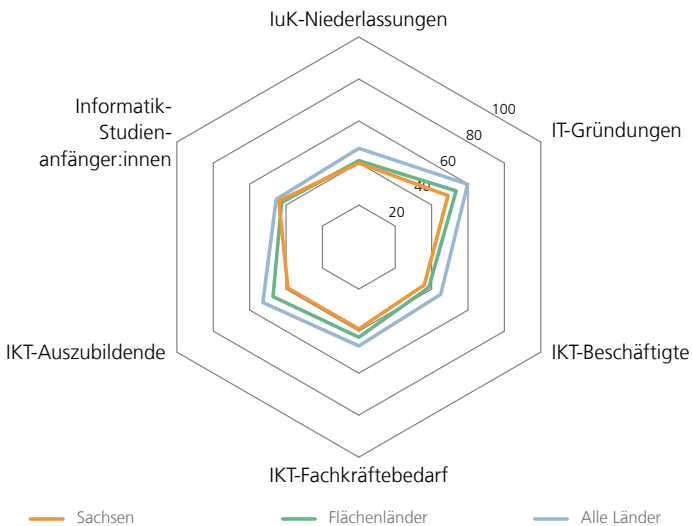 IuK-Niederlassungen
Informatik-
Studien-
anfänger:innen
100
IT-Gründungen
80
60
40
20
IKT-Auszubildende
IKT-Beschäftigte
IKT-Fachkräftebedarf
Sachsen
Flächenländer
Alle Länder